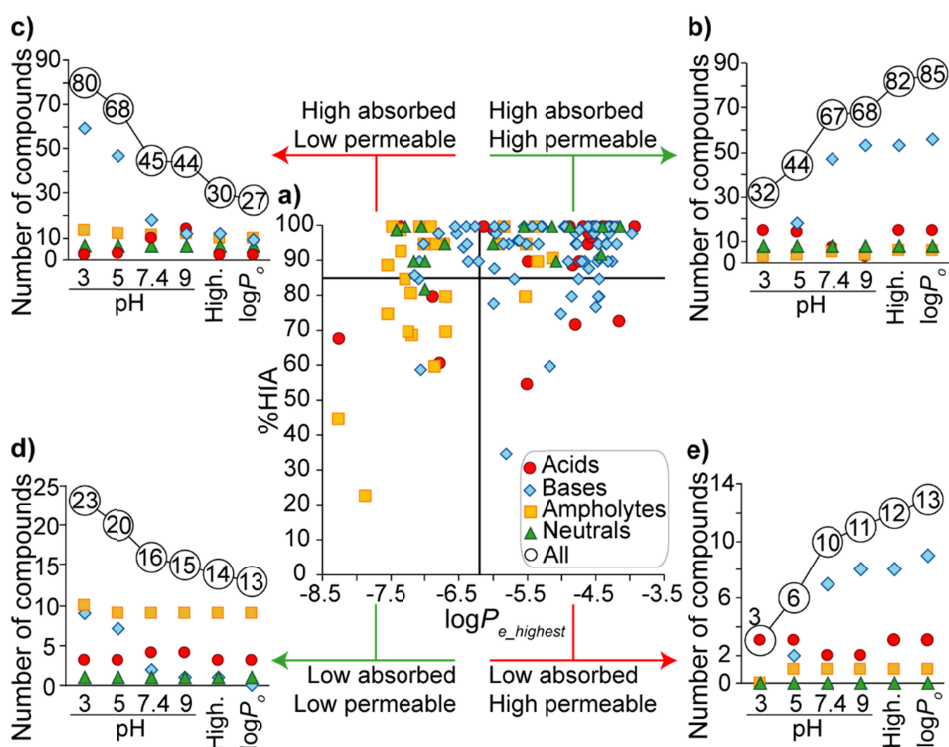 c)
Number of compounds
90
70
50
30
10
0
80
68
45
44
30
27
3 5 7.4 9
pH
High.
logPₒ
High absorbed
Low permeable
High absorbed
High permeable
b)
Number of compounds
90
70
50
30
10
0
32
44
67
68
82
85
3 5 7.4 9
pH
High.
logPₒ
a)
%HIA
100
90
80
70
60
50
40
30
20
10
0
-8.5 -7.5 -6.5 -5.5 -4.5 -3.5
logPe_highest
Acids
Bases
Ampholytes
Neutrals
All
d)
Number of compounds
25
20
15
10
5
0
23
20
16
15
14
13
3 5 7.4 9
pH
High.
logPₒ
Low absorbed
Low permeable
Low absorbed
High permeable
e)
Number of compounds
14
10
6
2
0
3
6
10
11
12
13
3 5 7.4 9
pH
High.
logPₒ